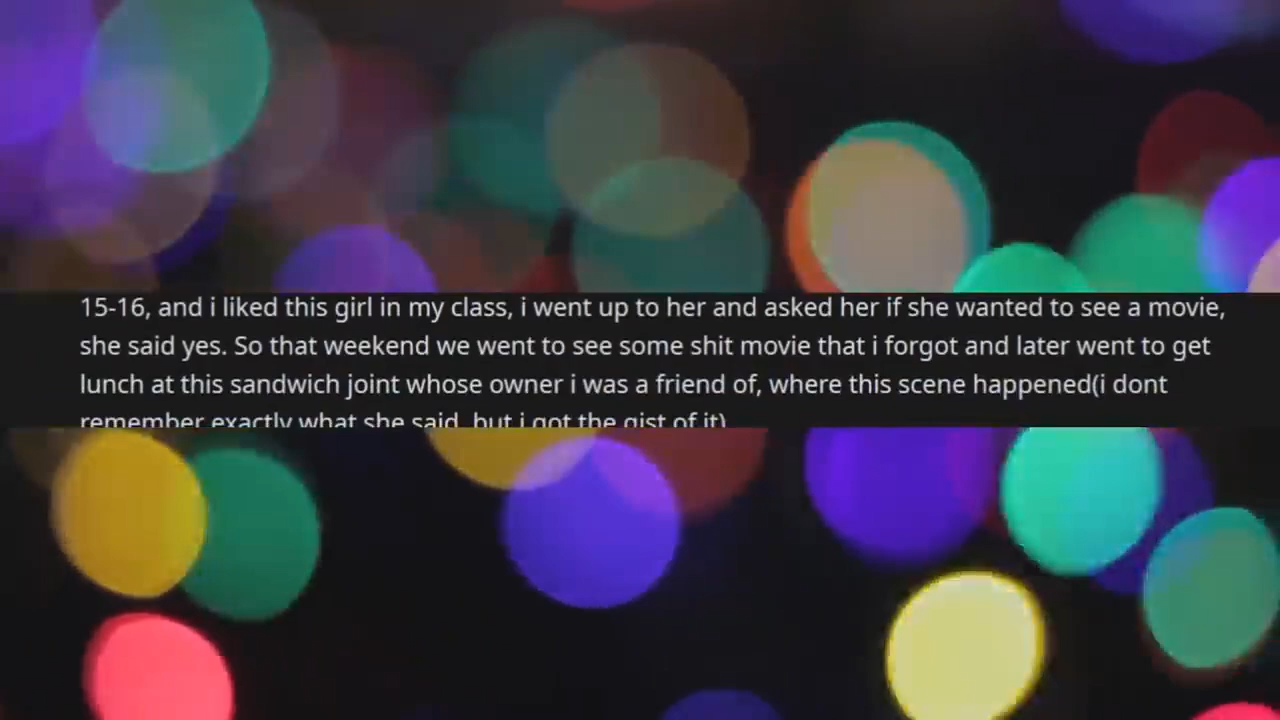 15-16, and i liked this girl in my class, i went up to her and asked her if she wanted to see a movie,
she said yes. So that weekend we went to see some shit movie that i forgot and later went to get
lunch at this sandwich joint whose owner i was a friend of, where this scene happened(i dont
remember exactly what she said, but i got the gist of it)